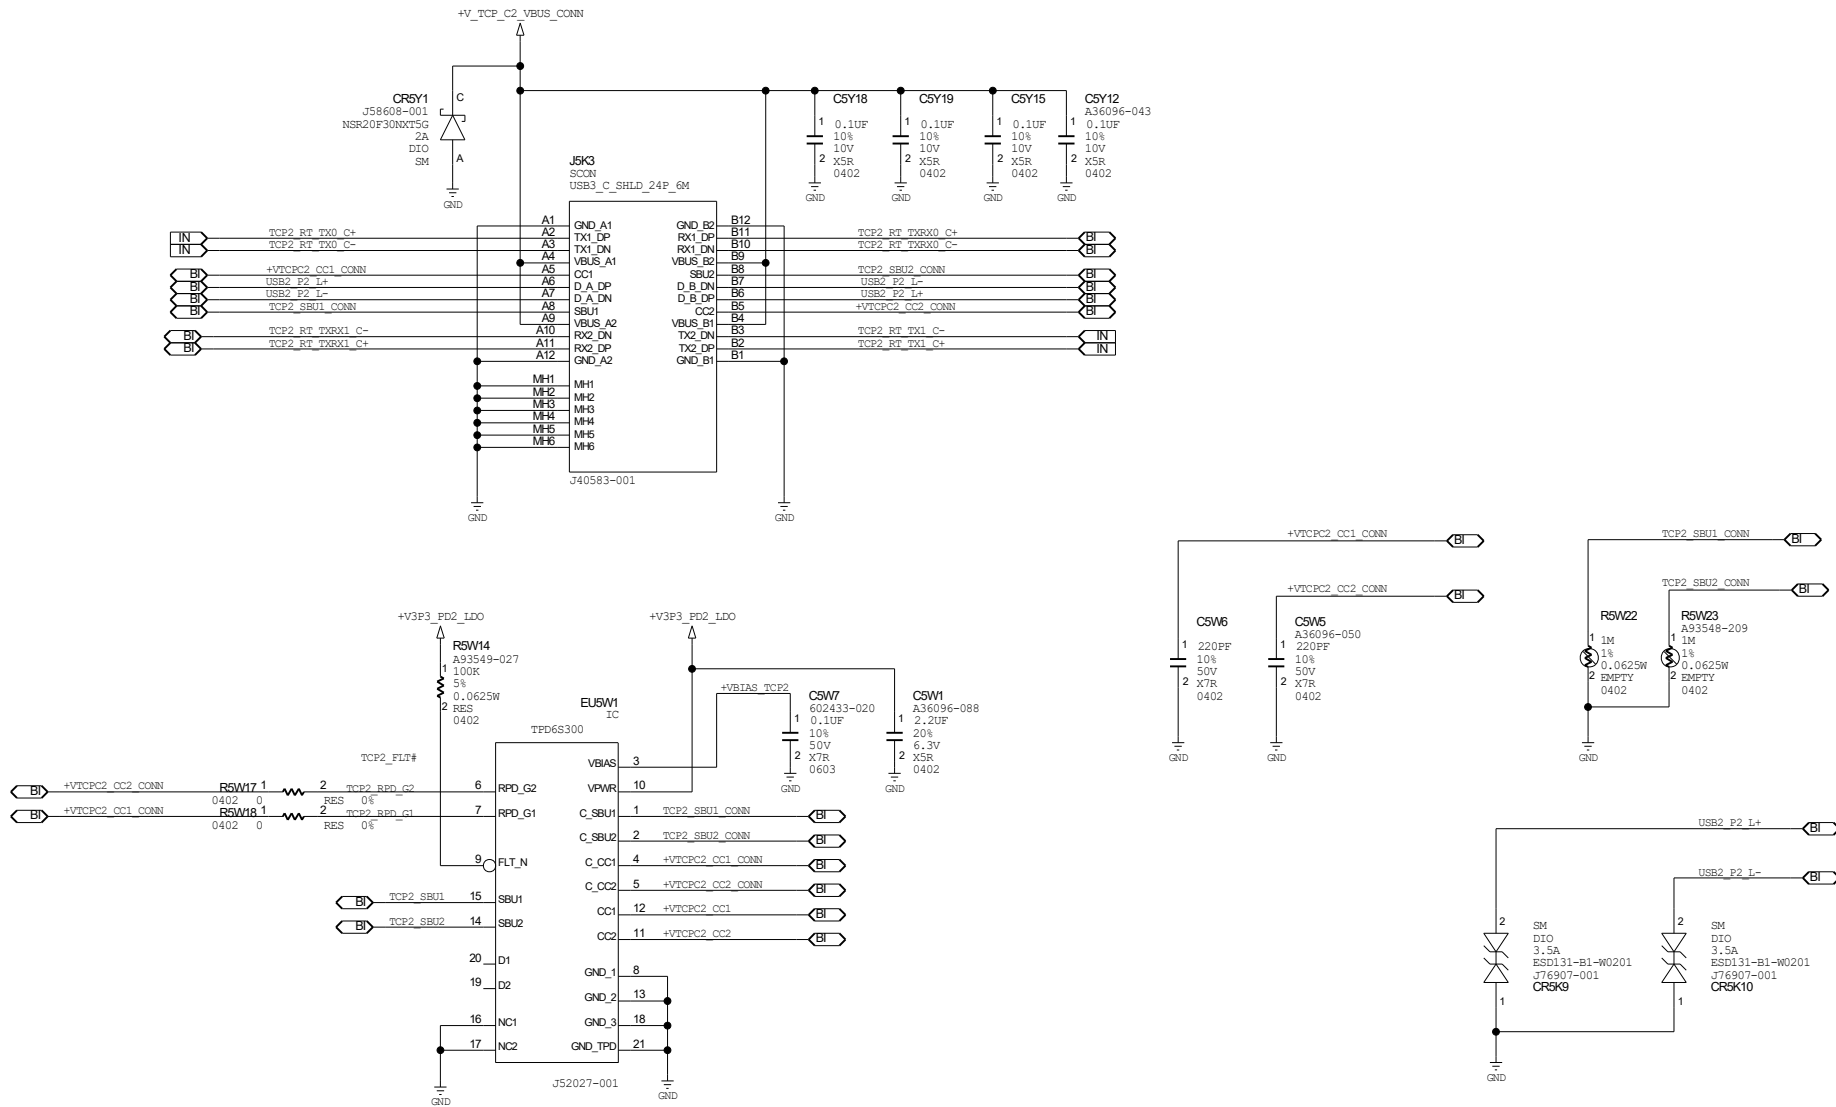 +V_TCP_C2_VBUS_CONN
CR5Y1
J58608-001
NSR20F30NXT5G
2A
DIO
SM
C
A
GND
C5Y18
1
0.1UF
10%
10V
2
X5R
0402
GND
C5Y19
1
0.1UF
10%
10V
2
X5R
0402
GND
C5Y15
1
0.1UF
10%
10V
2
X5R
0402
GND
C5Y12
A36096-043
1
0.1UF
10%
10V
2
X5R
0402
GND
J5K3
SCON
USB3_C_SHLD_24P_6M
A1 GND_A1 GND_B2 B12
IN TCP2_RT_TX0_C+ A2 TX1_DP RX1_DP B11 TCP2_RT_TXRX0_C+ BI
IN TCP2_RT_TX0_C- A3 TX1_DN RX1_DN B10 TCP2_RT_TXRX0_C- BI
A4 VBUS_A1 VBUS_B2 B9
BI +VTCPC2_CC1_CONN A5 CC1 SBU2 B8 TCP2_SBU2_CONN BI
BI USB2_P2_L+ A6 D_A_DP D_B_DN B7 USB2_P2_L- BI
BI USB2_P2_L- A7 D_A_DN D_B_DP B6 USB2_P2_L+ BI
BI TCP2_SBU1_CONN A8 SBU1 CC2 B5 +VTCPC2_CC2_CONN BI
A9 VBUS_A2 VBUS_B1 B4
BI TCP2_RT_TXRX1_C- A10 RX2_DN TX2_DN B3 TCP2_RT_TX1_C- IN
BI TCP2_RT_TXRX1_C+ A11 RX2_DP TX2_DP B2 TCP2_RT_TX1_C+ IN
A12 GND_A2 GND_B1 B1
MH1 MH1
MH2 MH2
MH3 MH3
MH4 MH4
MH5 MH5
MH6 MH6
J40583-001
GND
GND
+VTCPC2_CC1_CONN BI
+VTCPC2_CC2_CONN BI
C5W6
1
220PF
10%
50V
2
X7R
0402
GND
C5W5
A36096-050
1
220PF
10%
50V
2
X7R
0402
GND
TCP2_SBU1_CONN BI
TCP2_SBU2_CONN BI
R5W22
1
1M
1%
0.0625W
2
EMPTY
0402
R5W23
A93548-209
1
1M
1%
0.0625W
2
EMPTY
0402
GND
+V3P3_PD2_LDO
R5W14
A93549-027
1
100K
5%
0.0625W
2
RES
0402
+V3P3_PD2_LDO
+VBIAS_TCP2
C5W7
602433-020
1
0.1UF
10%
50V
2
X7R
0603
GND
C5W1
A36096-088
1
2.2UF
20%
6.3V
2
X5R
0402
GND
EU5W1
IC
TPD6S300
TCP2_FLT#
VBIAS 3
BI +VTCPC2_CC2_CONN R5W17 1 2 TCP2_RPD_G2 6 RPD_G2 VPWR 10
0402 0 RES 0%
BI +VTCPC2_CC1_CONN R5W18 1 2 TCP2_RPD_G1 7 RPD_G1 C_SBU1 1 TCP2_SBU1_CONN BI
0402 0 RES 0%
C_SBU2 2 TCP2_SBU2_CONN BI
9 FLT_N C_CC1 4 +VTCPC2_CC1_CONN BI
C_CC2 5 +VTCPC2_CC2_CONN BI
BI TCP2_SBU1 15 SBU1 CC1 12 +VTCPC2_CC1 BI
BI TCP2_SBU2 14 SBU2 CC2 11 +VTCPC2_CC2 BI
20 D1 GND_1 8
19 D2 GND_2 13
16 NC1 GND_3 18
17 NC2 GND_TPD 21
J52027-001
GND
GND
USB2_P2_L+ BI
USB2_P2_L- BI
2
SM
DIO
3.5A
ESD131-B1-W0201
J76907-001
CR5K9
1
2
SM
DIO
3.5A
ESD131-B1-W0201
J76907-001
CR5K10
1
GND